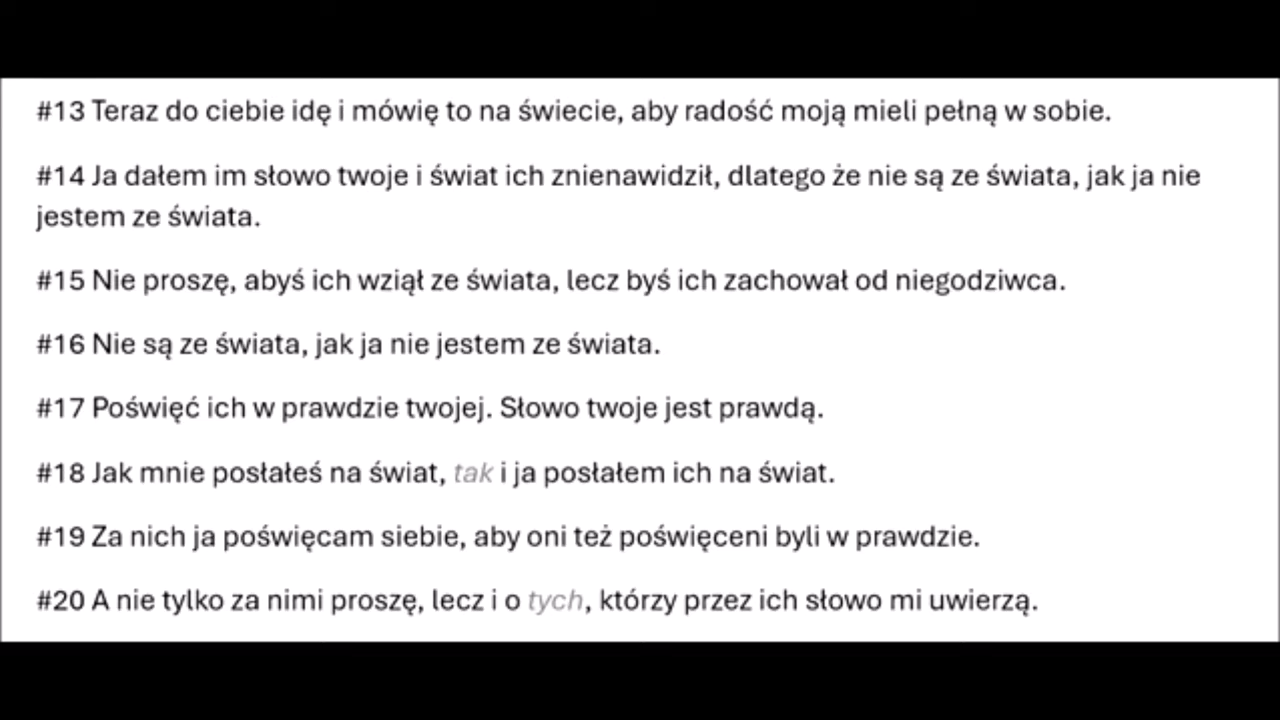 #13 Teraz do ciebie idę i mówię to na świecie, aby radość moją mieli pełną w sobie.
#14 Ja dałem im słowo twoje i świat ich znienawidził, dlatego że nie są ze świata, jak ja nie
jestem ze świata.
#15 Nie proszę, abyś ich wziął ze świata, lecz byś ich zachował od niegodziwca.
#16 Nie są ze świata, jak ja nie jestem ze świata.
#17 Poświęć ich w prawdzie twojej. Słowo twoje jest prawdą.
#18 Jak mnie posłałeś na świat, tak i ja posłałem ich na świat.
#19 Za nich ja poświęcam siebie, aby oni też poświęceni byli w prawdzie.
#20 A nie tylko za nimi proszę, lecz i o tych, którzy przez ich słowo mi uwierzą.